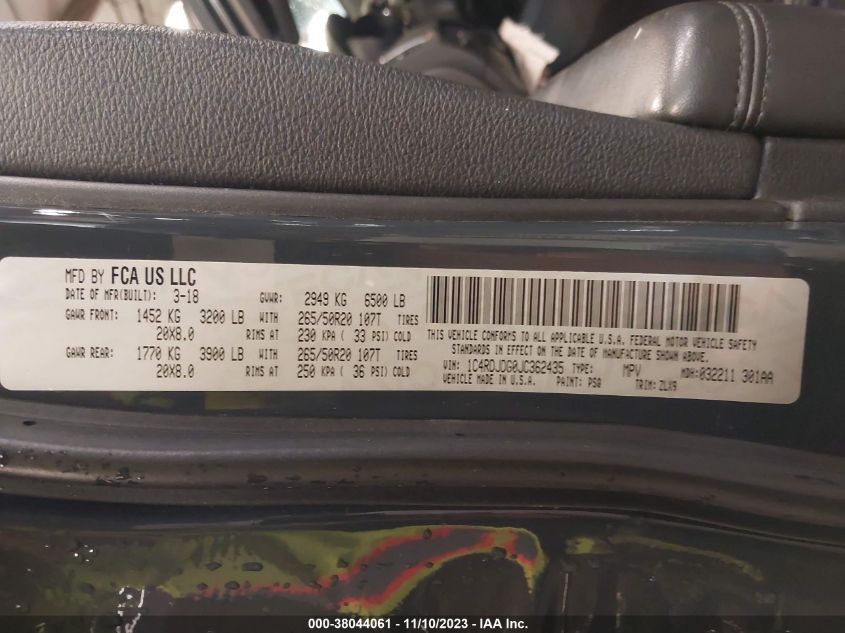 MFD BY FCA US LLC
DATE OF MFR(BUILT): 3-18 GVWR: 2949 KG 6500 LB
GAWR FRONT: 1452 KG 3200 LB WITH 265/50R20 107T TIRES
20X8.0 RIMS AT 230 KPA ( 33 PSI) COLD
GAWR REAR: 1770 KG 3900 LB WITH 265/50R20 107T TIRES
20X8.0 RIMS AT 250 KPA ( 36 PSI) COLD
THIS VEHICLE CONFORMS TO ALL APPLICABLE U.S.A. FEDERAL MOTOR VEHICLE SAFETY
STANDARDS IN EFFECT ON THE DATE OF MANUFACTURE SHOWN ABOVE.
VIN: 1C4RDJDG0JC362435 TYPE: MPV MDH: 032211 301AA
VEHICLE MADE IN U.S.A. PAINT: PSG TRIM: ZLX9
000-38044061 - 11/10/2023 - IAA Inc.